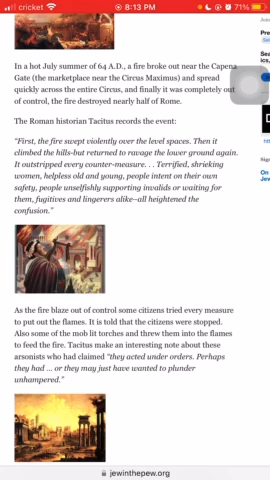 cricket
8:13 PM
71%
In a hot July summer of 64 A.D., a fire broke out near the Capena
Gate (the marketplace near the Circus Maximus) and spread
quickly across the entire Circus, and finally it was completely out
of control, the fire destroyed nearly half of Rome.
The Roman historian Tacitus records the event:
“First, the fire swept violently over the level spaces. Then it
climbed the hills-but returned to ravage the lower ground again.
It outstripped every counter-measure. . . Terrified, shrieking
women, helpless old and young, people intent on their own
safety, people unselfishly supporting invalids or waiting for
them, fugitives and lingerers alike–all heightened the
confusion.”
As the fire blaze out of control some citizens tried every measure
to put out the flames. It is told that the citizens were stopped.
Also some of the mob lit torches and threw them into the flames
to feed the fire. Tacitus make an interesting note about these
arsonists who had claimed “they acted under orders. Perhaps
they had ... or they may just have wanted to plunder
unhampered.”
On
jewinthepew.org